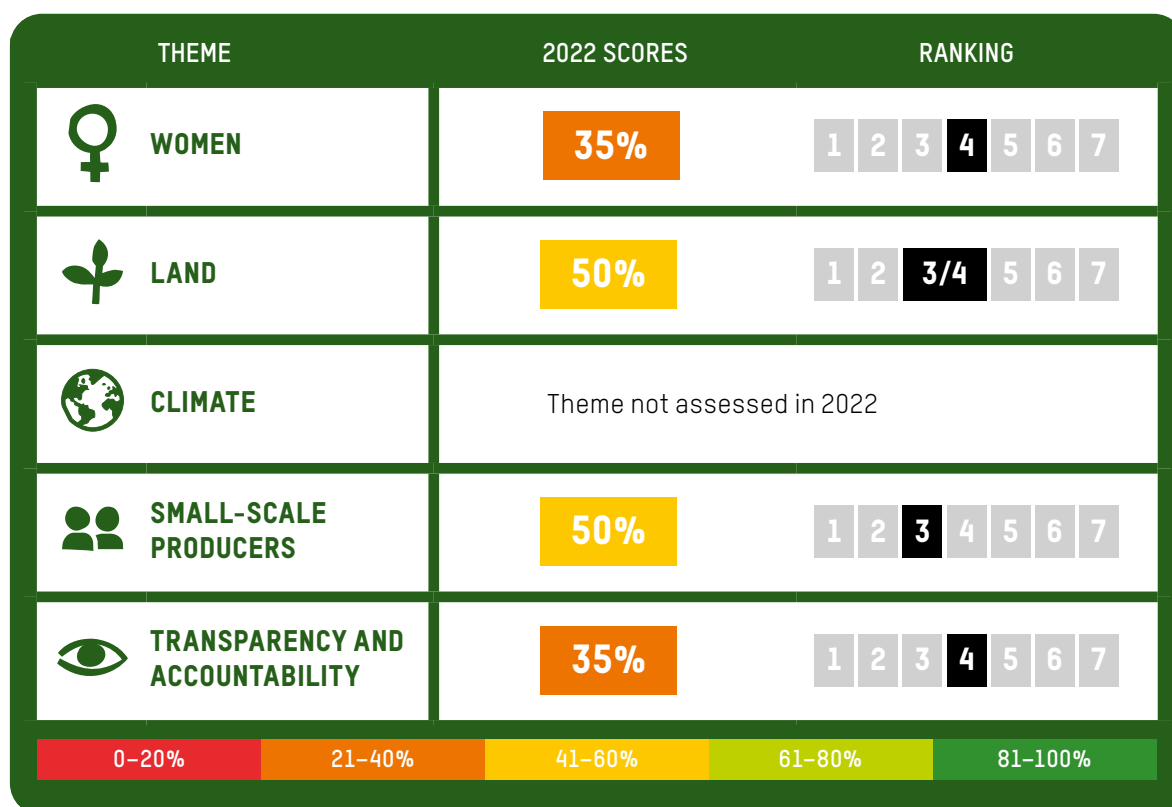 THEME 2022 SCORES RANKING
WOMEN 35% 1 2 3 4 5 6 7
LAND 50% 1 2 3/4 5 6 7
CLIMATE Theme not assessed in 2022
SMALL-SCALE
PRODUCERS 50% 1 2 3 4 5 6 7
TRANSPARENCY AND
ACCOUNTABILITY 35% 1 2 3 4 5 6 7
0–20% 21–40% 41–60% 61–80% 81–100%